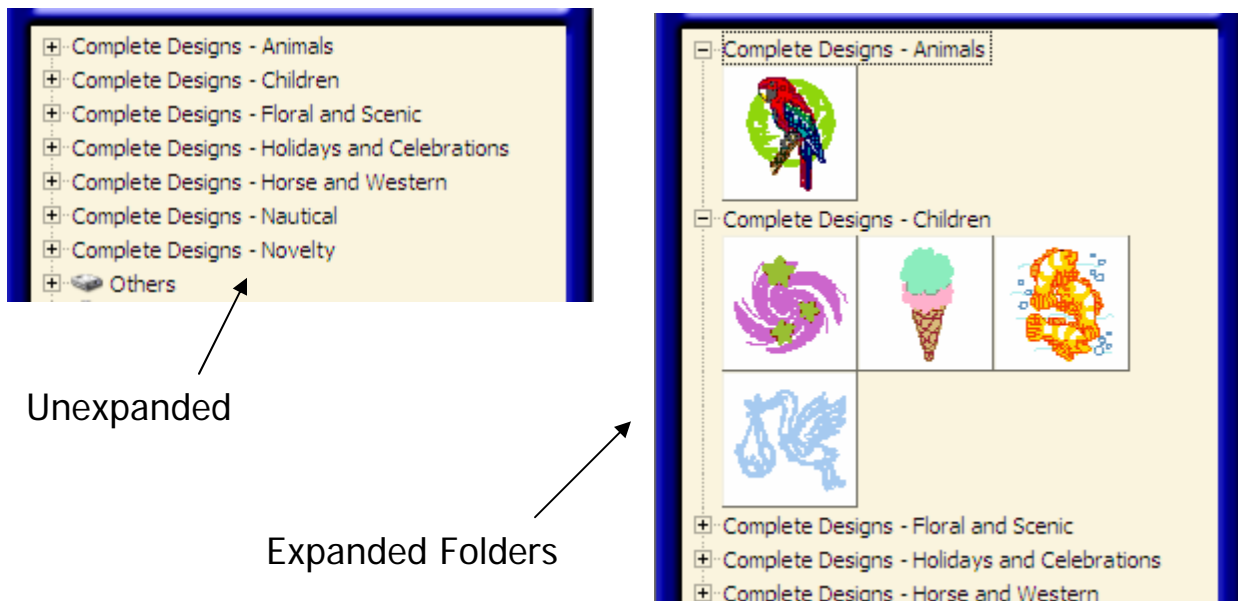 Complete Designs - Animals
Complete Designs - Children
Complete Designs - Floral and Scenic
Complete Designs - Holidays and Celebrations
Complete Designs - Horse and Western
Complete Designs - Nautical
Complete Designs - Novelty
Others
Unexpanded
Complete Designs - Animals
Complete Designs - Children
Complete Designs - Floral and Scenic
Complete Designs - Holidays and Celebrations
Complete Designs - Horse and Western
Expanded Folders